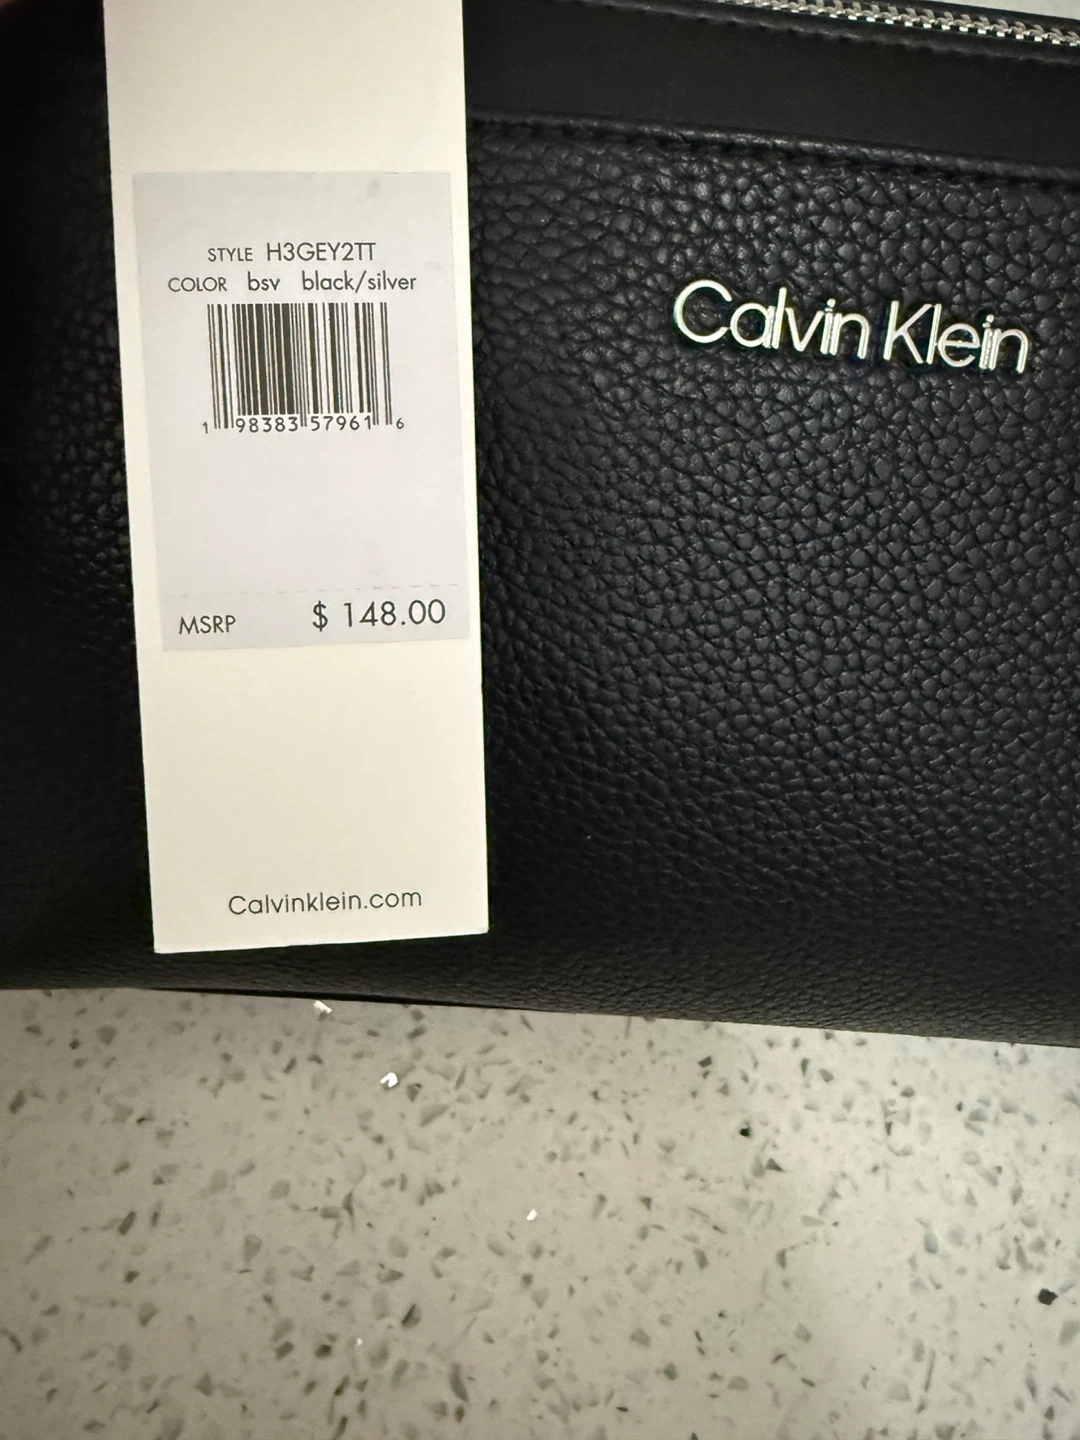 STYLE H3GEY2TT
COLOR bsv black/silver
1 98383 57961 6
MSRP $ 148.00
Calvinklein.com
Calvin Klein